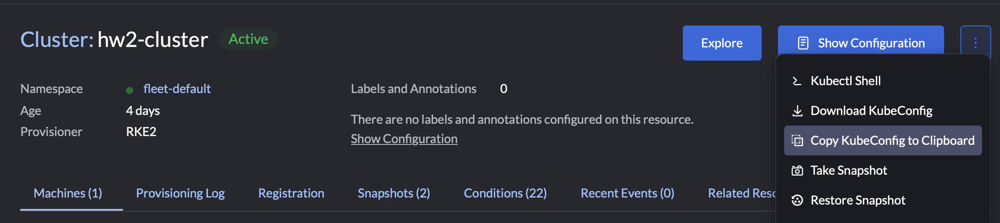 Cluster: hw2-cluster Active
Explore
Show Configuration
Namespace fleet-default
Age 4 days
Provisioner RKE2
Labels and Annotations 0
There are no labels and annotations configured on this resource.
Show Configuration
Kubectl Shell
Download KubeConfig
Copy KubeConfig to Clipboard
Take Snapshot
Restore Snapshot
Machines (1) Provisioning Log Registration Snapshots (2) Conditions (22) Recent Events (0) Related